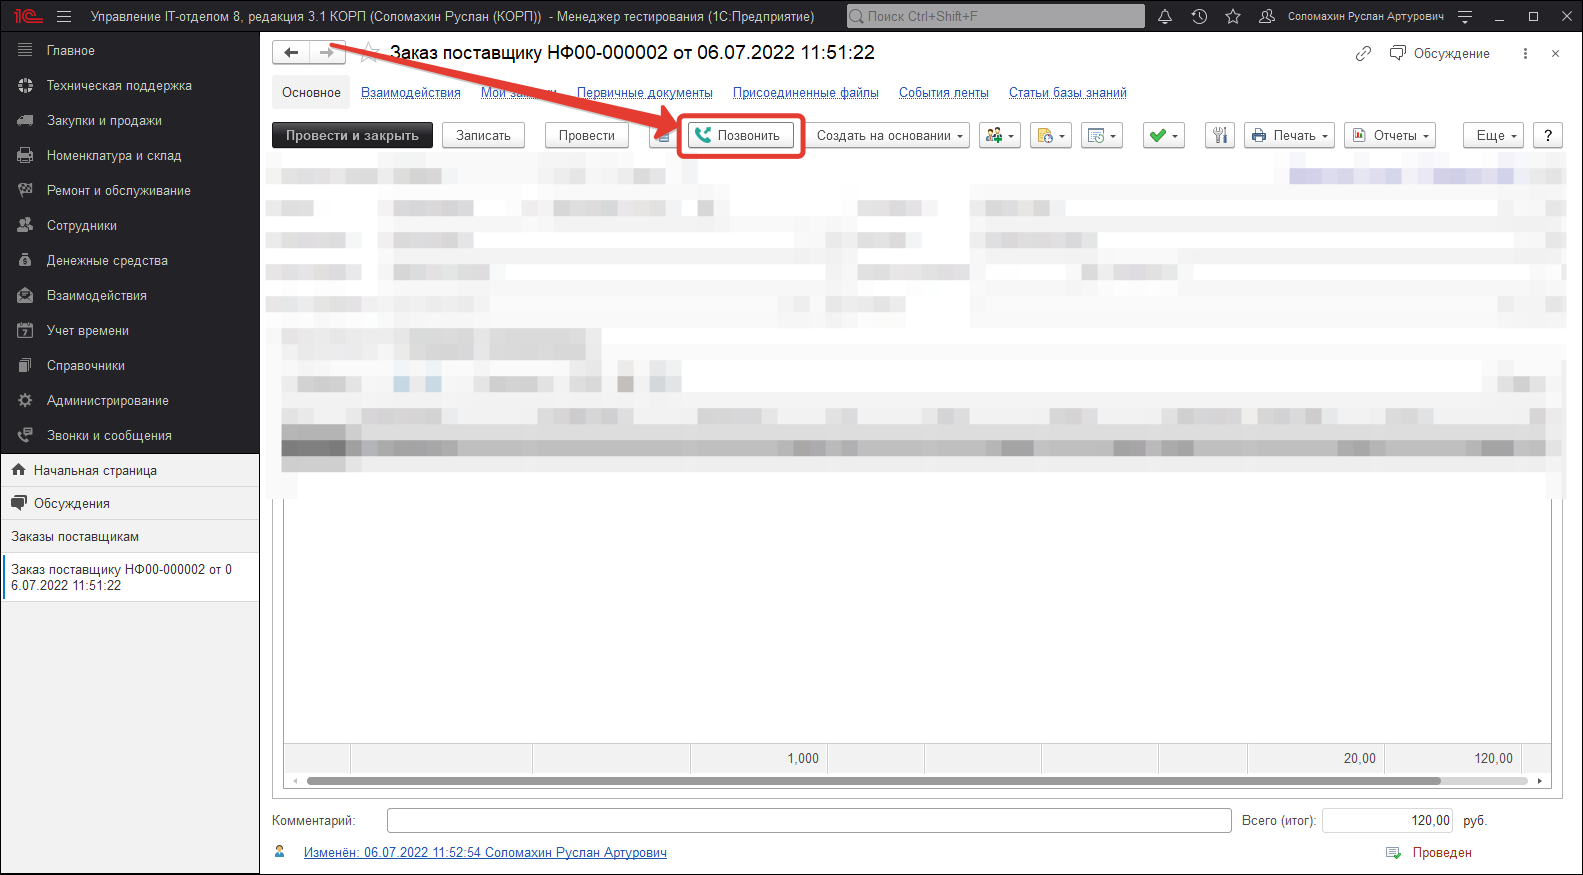 1С Управление IT-отделом 8, редакция 3.1 КОРП (Соломахин Руслан (КОРП)) - Менеджер тестирования (1С:Предприятие) Поиск Ctrl+Shift+F Соломахин Руслан Артурович
Главное
Техническая поддержка
Закупки и продажи
Номенклатура и склад
Ремонт и обслуживание
Сотрудники
Денежные средства
Взаимодействия
Учет времени
Справочники
Администрирование
Звонки и сообщения
Начальная страница
Обсуждения
Заказы поставщикам
Заказ поставщику НФ00-000002 от 0
6.07.2022 11:51:22
Заказ поставщику НФ00-000002 от 06.07.2022 11:51:22 Обсуждение
Основное Взаимодействия Мои Первичные документы Присоединенные файлы События ленты Статьи базы знаний
Провести и закрыть Записать Провести Позвонить Создать на основании Печать Отчеты Еще ?
1,000 20,00 120,00
Комментарий: Всего (итог): 120,00 руб.
Изменён: 06.07.2022 11:52:54 Соломахин Руслан Артурович Проведен